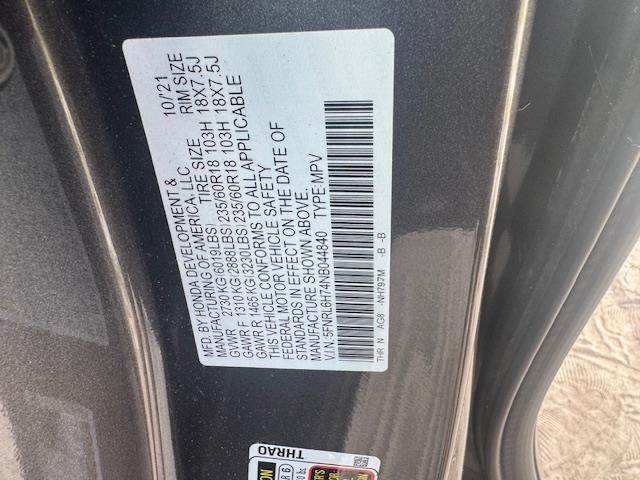 MFD. BY HONDA DEVELOPMENT & 10/'21
MANUFACTURING OF AMERICA, LLC
TIRE SIZE RIM SIZE
GVWR 2730KG(6019LBS)
GAWR F 1310KG(2888LBS)235/60R18 103H 18X7.5J
GAWR R 1465KG(3230LBS)235/60R18 103H 18X7.5J
THIS VEHICLE CONFORMS TO ALL APPLICABLE
FEDERAL MOTOR VEHICLE SAFETY
STANDARDS IN EFFECT ON THE DATE OF
MANUFACTURE SHOWN ABOVE.
V.I.N.:5FNRL6H74NB044840 TYPE:MPV
THR N AG8 -NH797M -B -B
THRA0